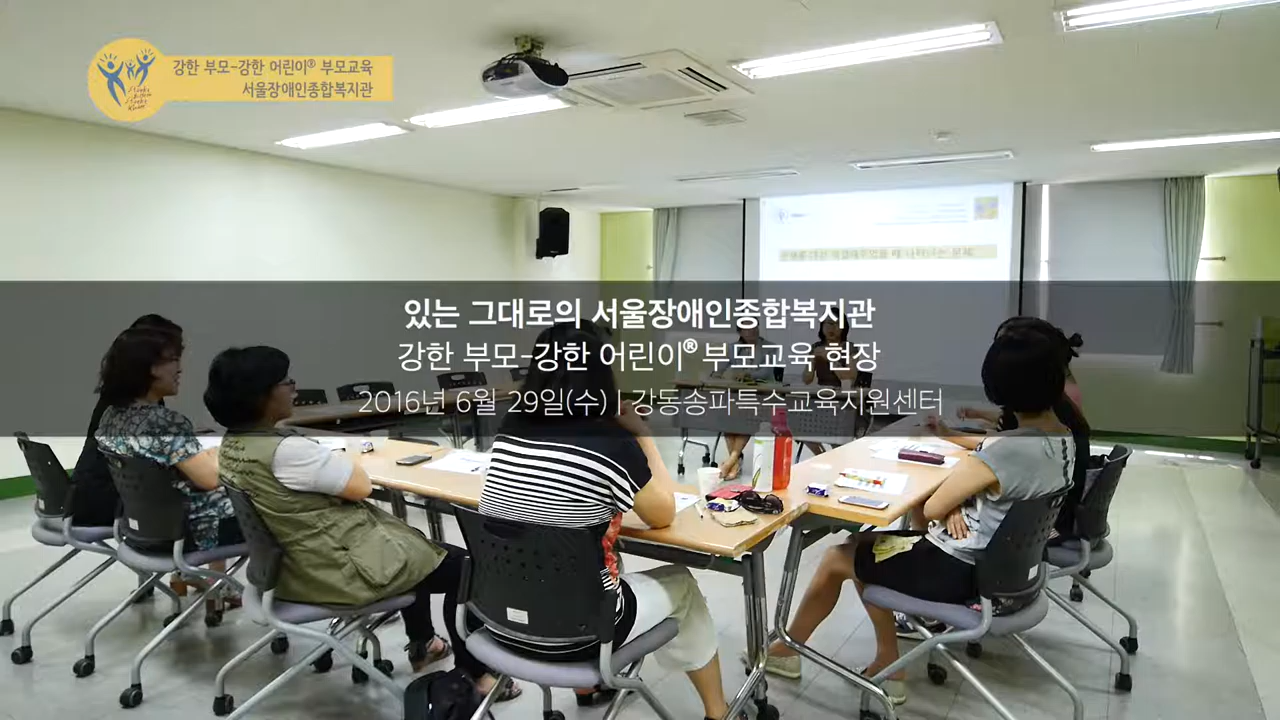 강한 부모-강한 어린이® 부모교육
서울장애인종합복지관
있는 그대로의 서울장애인종합복지관
강한 부모-강한 어린이® 부모교육 현장
2016년 6월 29일(수) | 강동송파특수교육지원센터